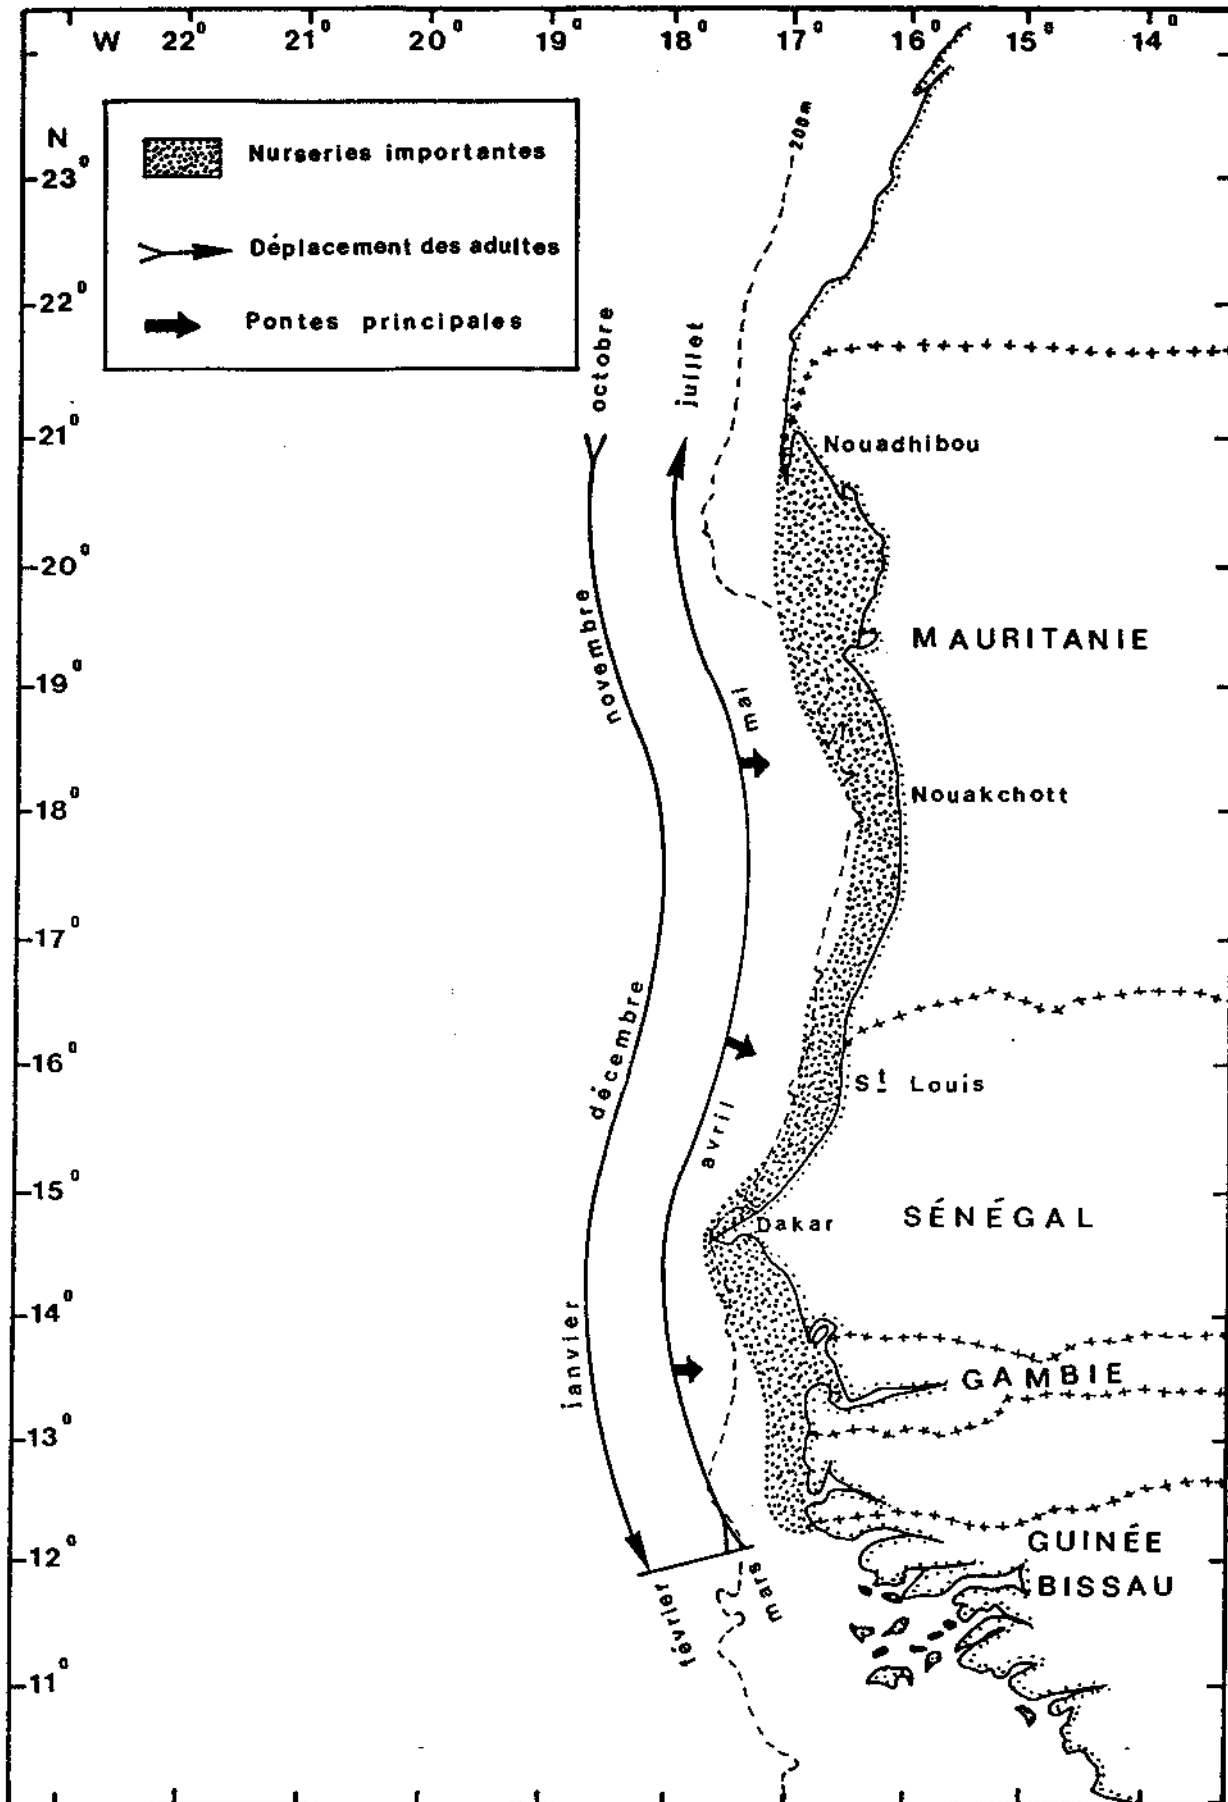 W 22° 21° 20° 19° 18° 17° 16° 15° 14°
N
23°
22°
21°
20°
19°
18°
17°
16°
15°
14°
13°
12°
11°
Nurseries importantes
Déplacement des adultes
Pontes principales
200m
octobre
juillet
novembre
mai
décembre
avril
janvier
février
mars
Nouadhibou
MAURITANIE
Nouakchott
St Louis
Dakar
SÉNÉGAL
GAMBIE
GUINÉE
BISSAU